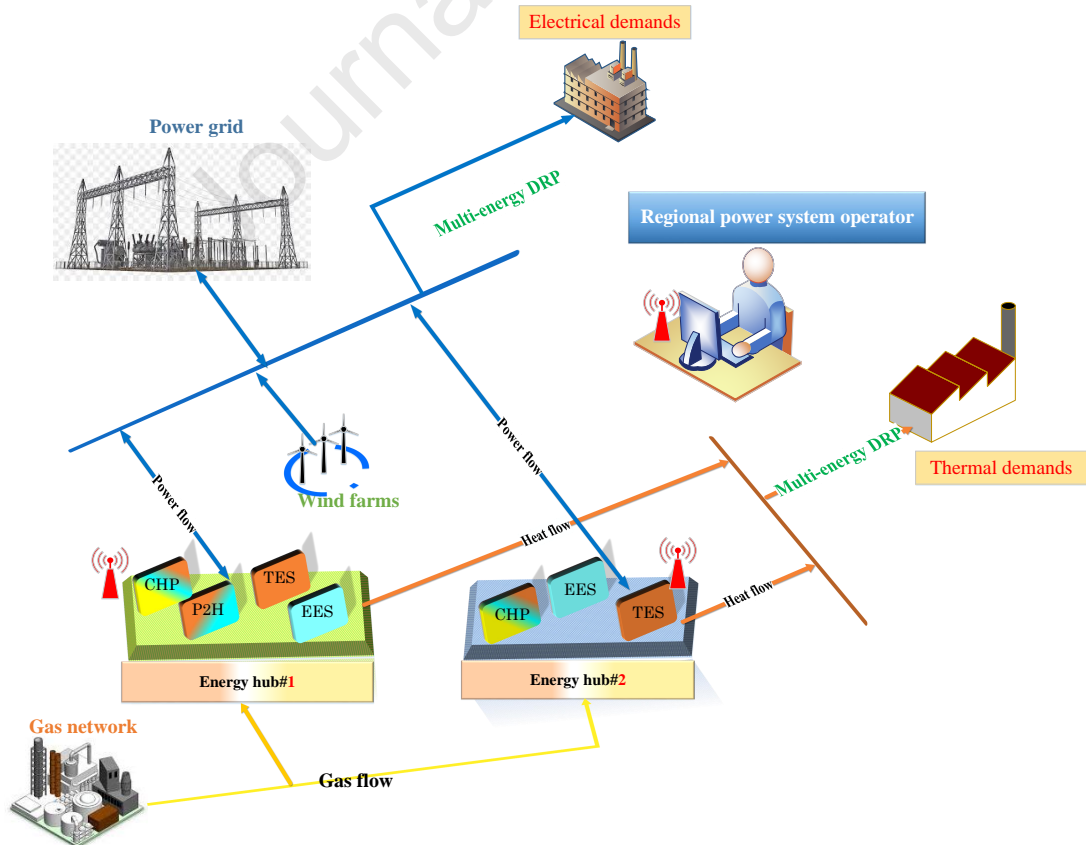 Journal
Electrical demands
Power grid
Multi-energy DRP
Regional power system operator
Power flow
Multi-energy DRP
Thermal demands
Wind farms
Power flow
Heat flow
CHP
P2H
TES
EES
CHP
EES
TES
Heat flow
Energy hub#1
Energy hub#2
Gas network
Gas flow